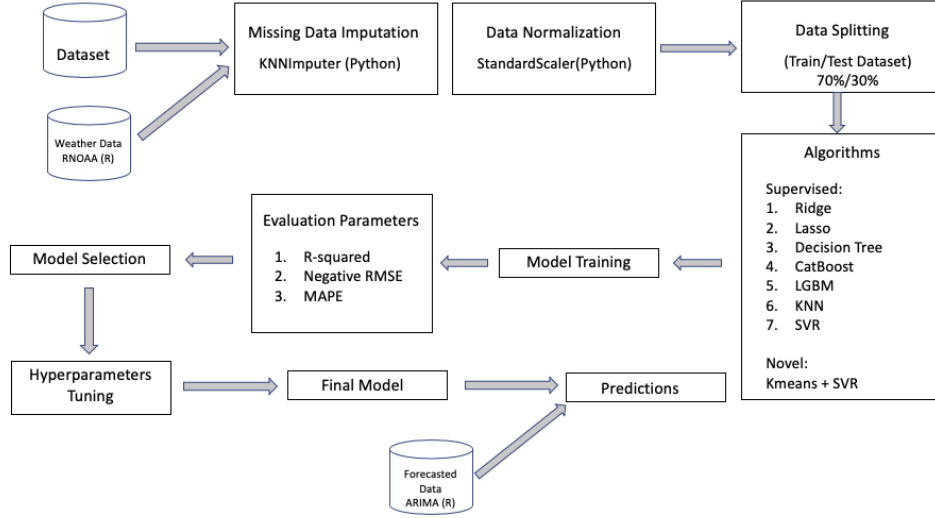 Dataset
Weather Data
RNOAA (R)
Missing Data Imputation
KNNImputer (Python)
Data Normalization
StandardScaler(Python)
Data Splitting
(Train/Test Dataset)
70%/30%
Algorithms
Supervised:
1. Ridge
2. Lasso
3. Decision Tree
4. CatBoost
5. LGBM
6. KNN
7. SVR
Novel:
Kmeans + SVR
Model Training
Evaluation Parameters
1. R-squared
2. Negative RMSE
3. MAPE
Model Selection
Hyperparameters
Tuning
Final Model
Predictions
Forecasted
Data
ARIMA (R)